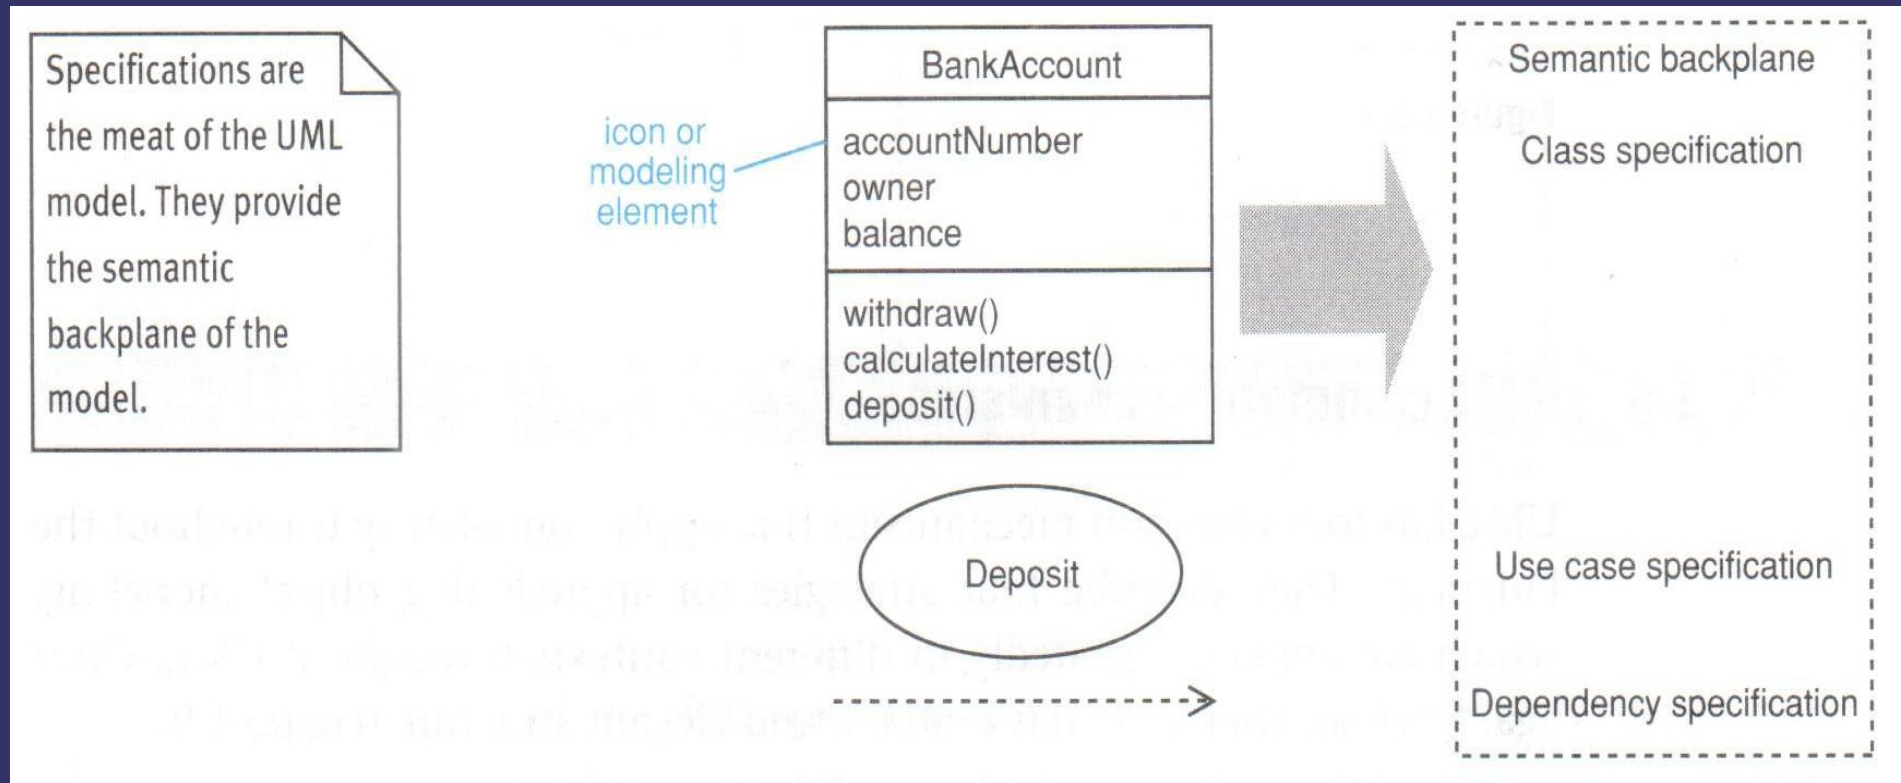 Specifications are
the meat of the UML
model. They provide
the semantic
backplane of the
model.
icon or
modeling
element
BankAccount
accountNumber
owner
balance
withdraw()
calculateInterest()
deposit()
Deposit
Semantic backplane
Class specification
Use case specification
Dependency specification